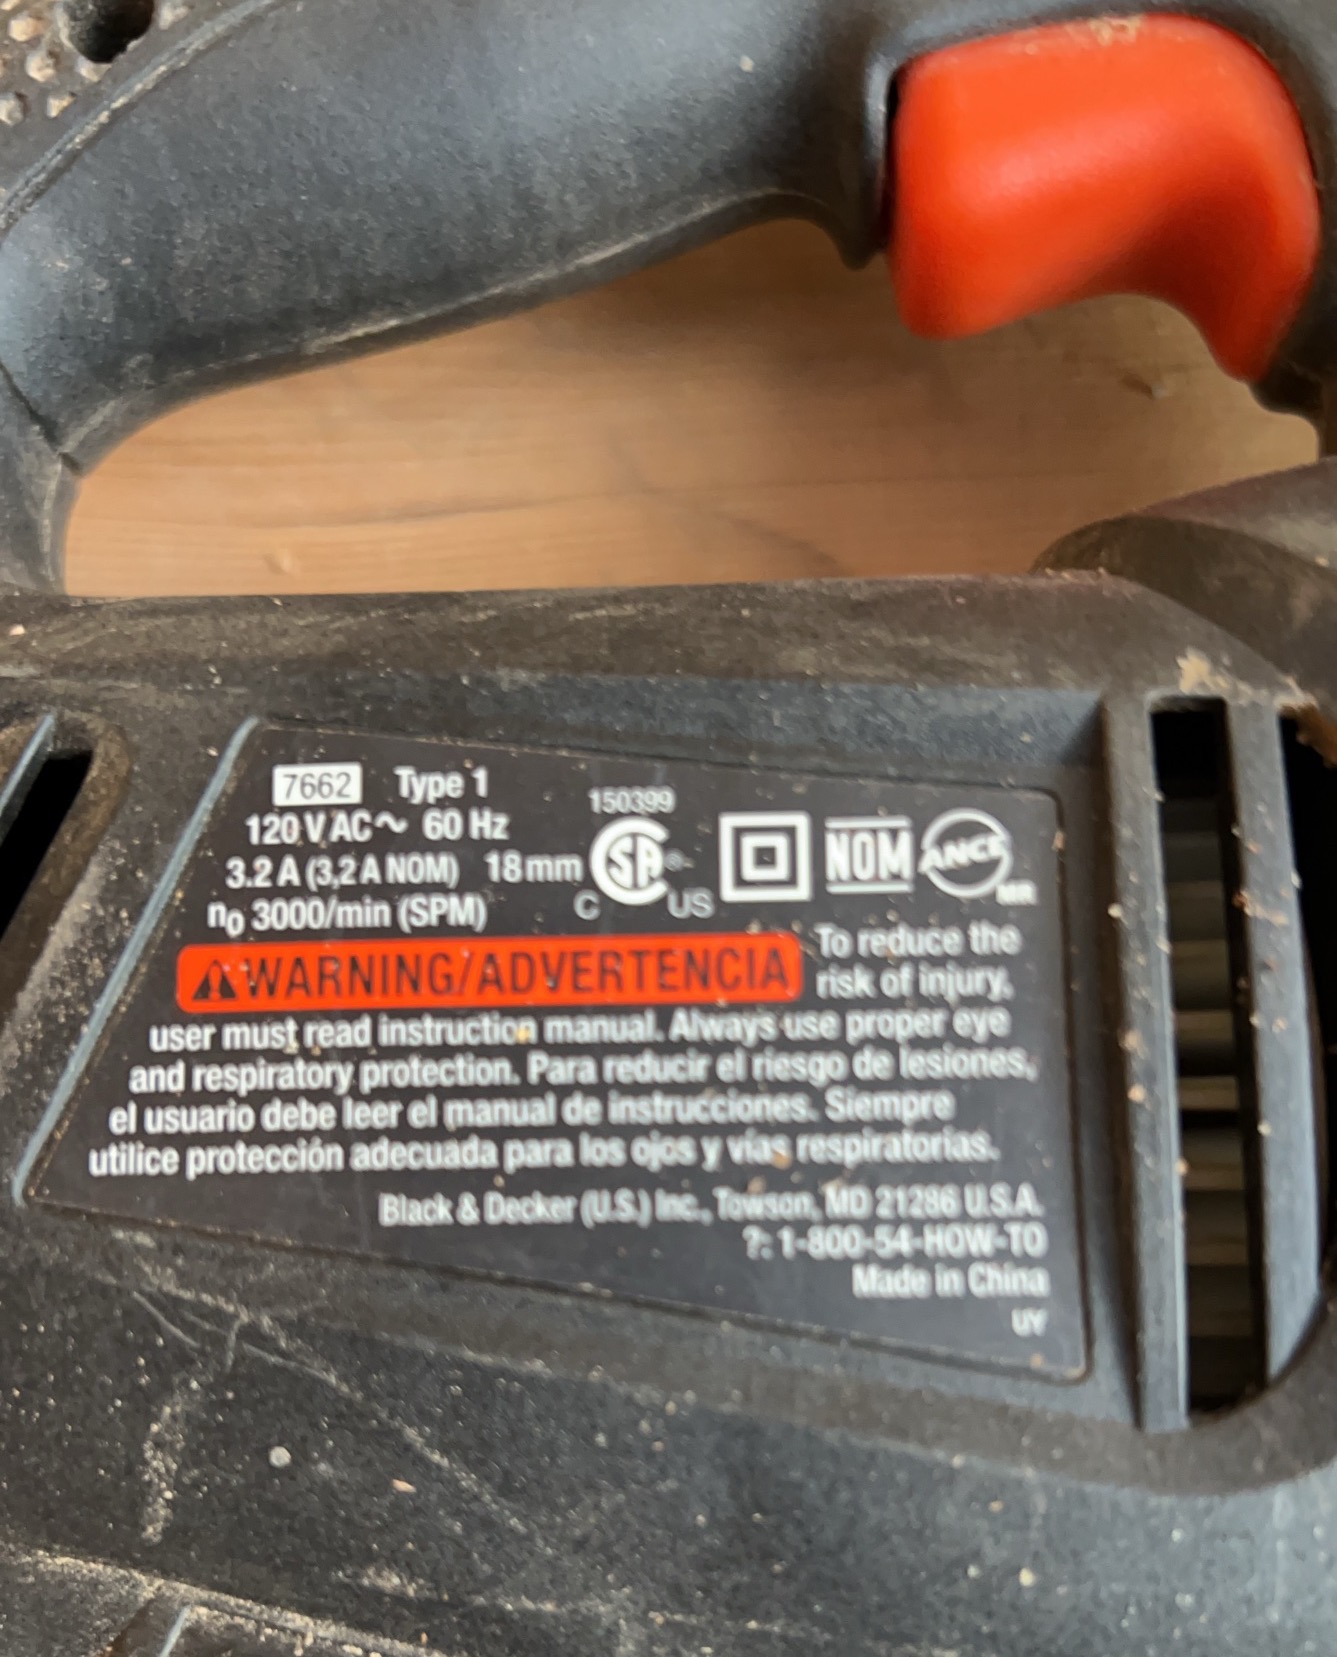 7662 Type 1
150399
120 V AC~ 60 Hz
3.2 A (3,2 A NOM) 18mm
SA
NOM
ANCE
MR
C US
n0 3000/min (SPM)
⚠WARNING/ADVERTENCIA To reduce the
risk of injury,
user must read instruction manual. Always use proper eye
and respiratory protection. Para reducir el riesgo de lesiones,
el usuario debe leer el manual de instrucciones. Siempre
utilice protección adecuada para los ojos y vías respiratorias.
Black & Decker (U.S.) Inc., Towson, MD 21286 U.S.A.
?: 1-800-54-HOW-TO
Made in China
UY